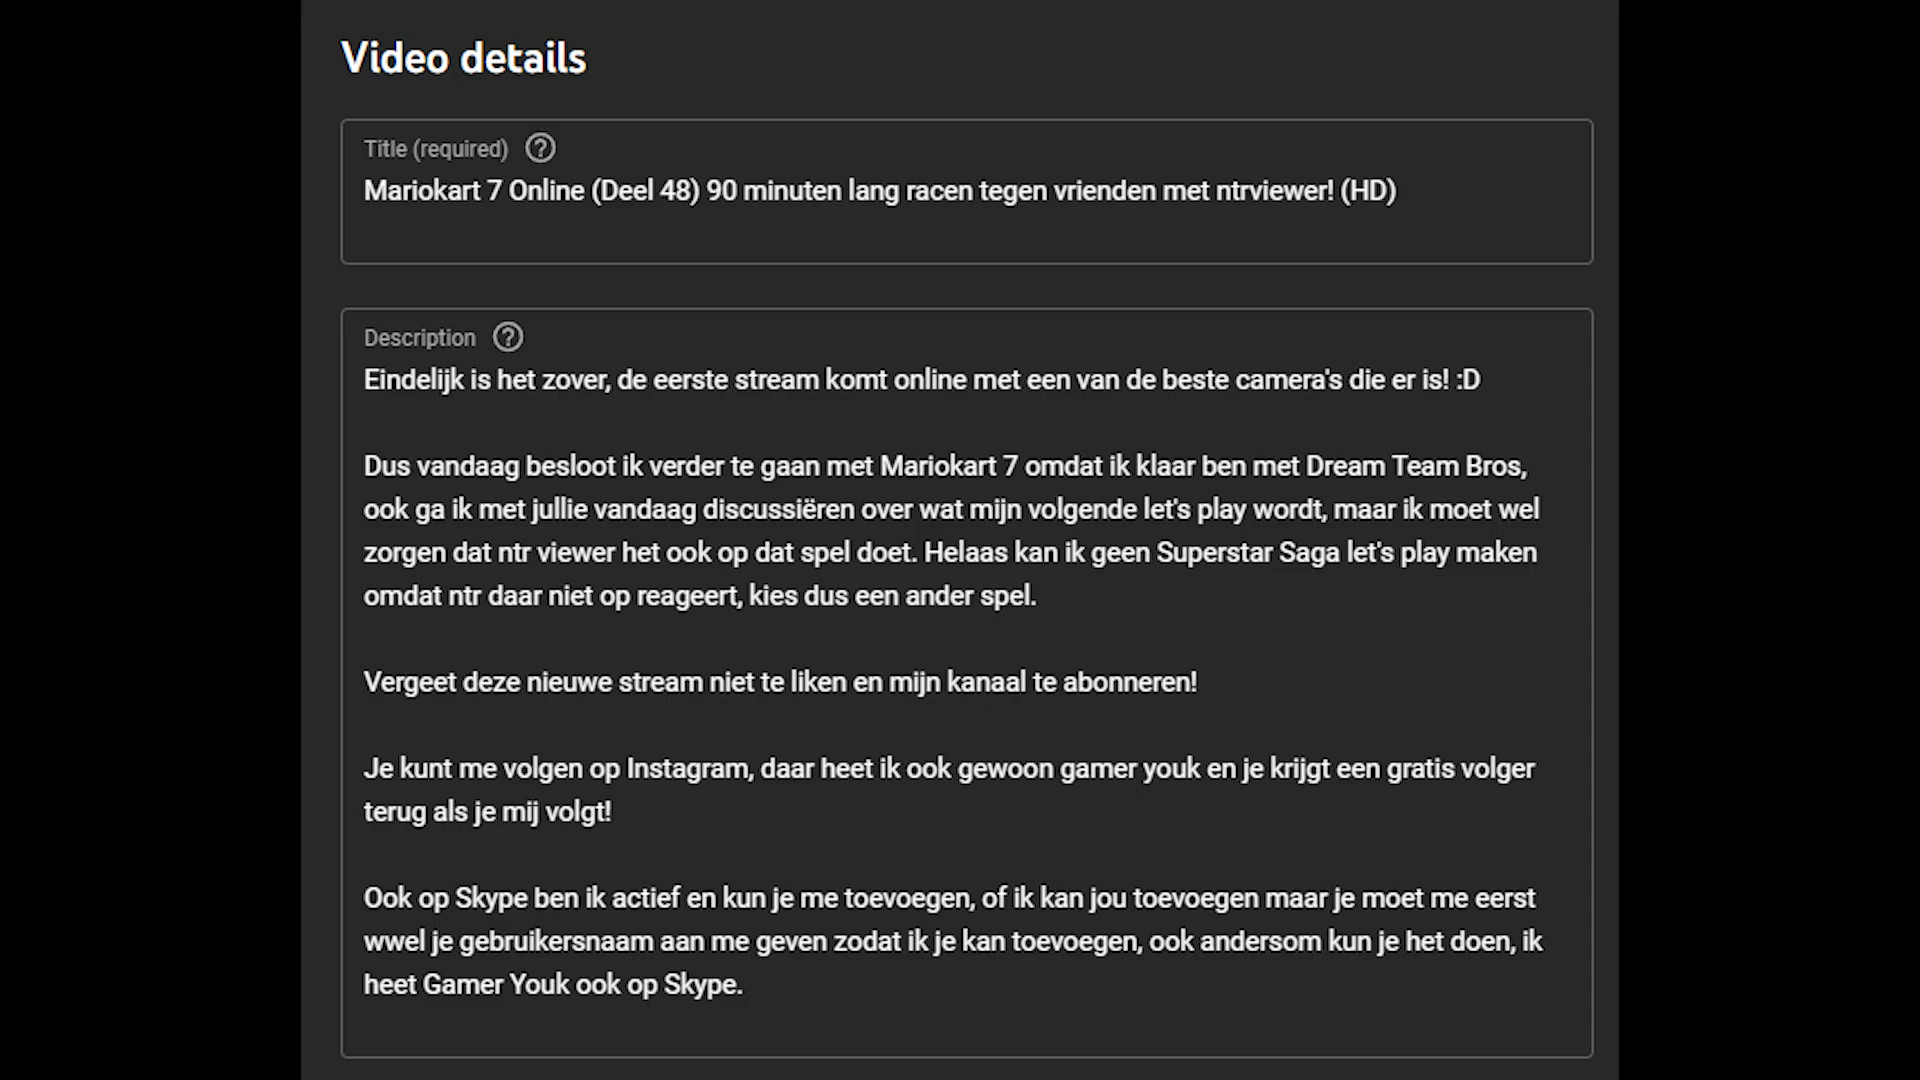 Video details
Title (required)
Mariokart 7 Online (Deel 48) 90 minuten lang racen tegen vrienden met ntrviewer! (HD)
Description
Eindelijk is het zover, de eerste stream komt online met een van de beste camera's die er is! :D
Dus vandaag besloot ik verder te gaan met Mariokart 7 omdat ik klaar ben met Dream Team Bros,
ook ga ik met jullie vandaag discussiëren over wat mijn volgende let's play wordt, maar ik moet wel
zorgen dat ntr viewer het ook op dat spel doet. Helaas kan ik geen Superstar Saga let's play maken
omdat ntr daar niet op reageert, kies dus een ander spel.
Vergeet deze nieuwe stream niet te liken en mijn kanaal te abonneren!
Je kunt me volgen op Instagram, daar heet ik ook gewoon gamer youk en je krijgt een gratis volger
terug als je mij volgt!
Ook op Skype ben ik actief en kun je me toevoegen, of ik kan jou toevoegen maar je moet me eerst
wwel je gebruikersnaam aan me geven zodat ik je kan toevoegen, ook andersom kun je het doen, ik
heet Gamer Youk ook op Skype.